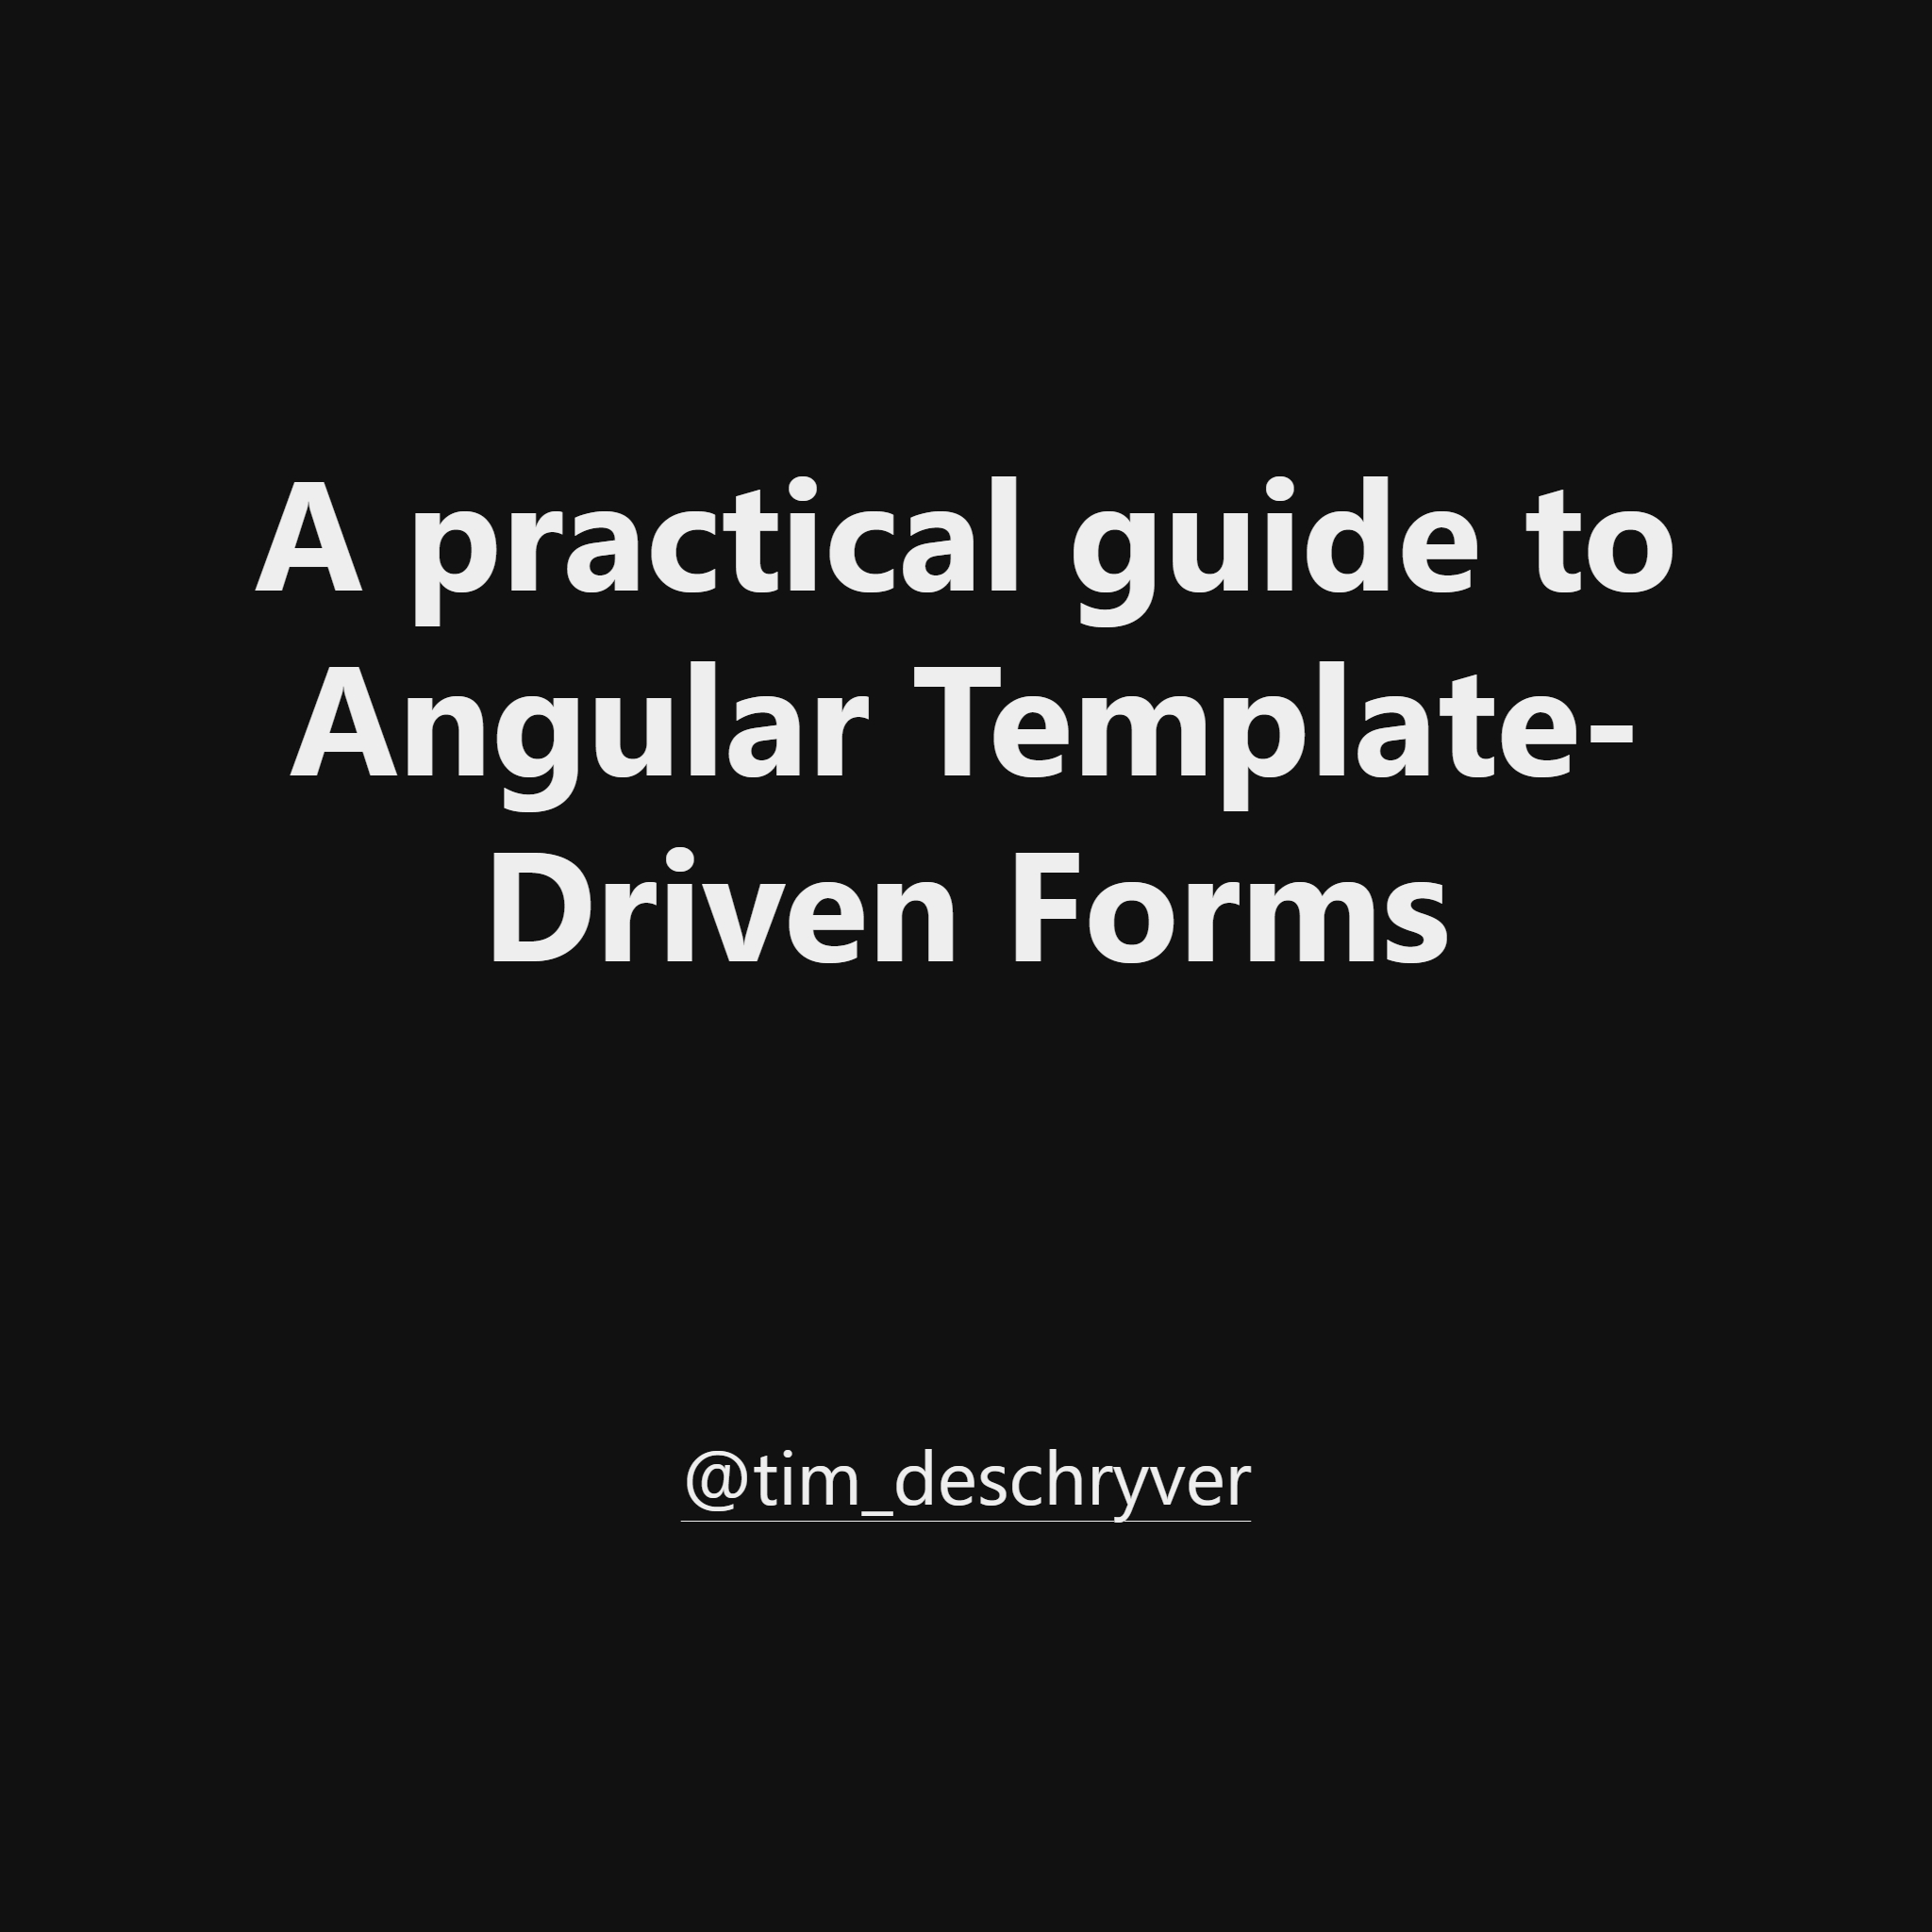 A practical guide to
Angular Template-
Driven Forms
@tim_deschryver